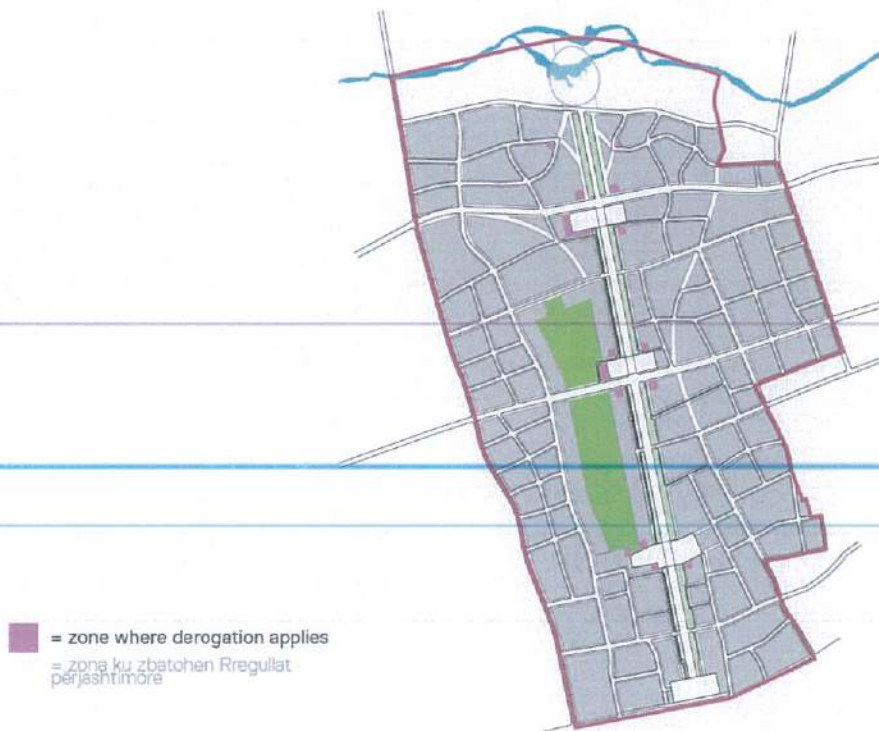 = zone where derogation applies
= zona ku zbatohen Rregullat
përjashtimore